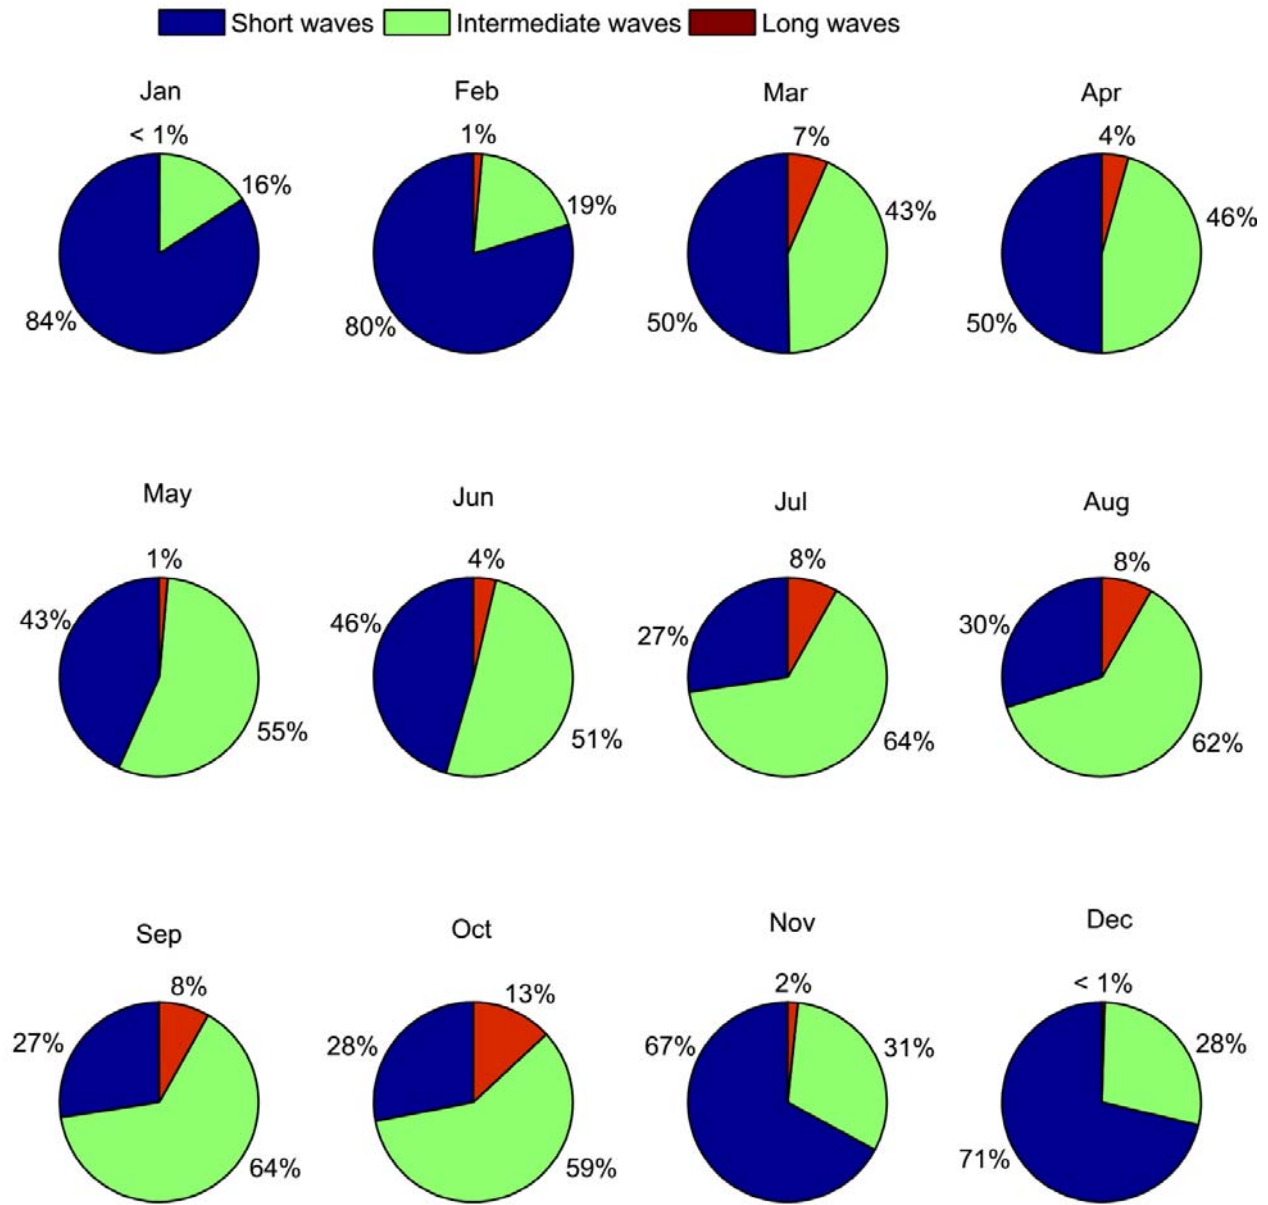 Short waves Intermediate waves Long waves
Jan Feb Mar Apr
< 1% 1% 7% 4%
16% 19% 43% 46%
84% 80% 50% 50%
May Jun Jul Aug
1% 4% 8% 8%
43% 46% 27% 30%
55% 51% 64% 62%
Sep Oct Nov Dec
8% 13% 2% < 1%
27% 28% 67% 28%
64% 59% 31% 71%